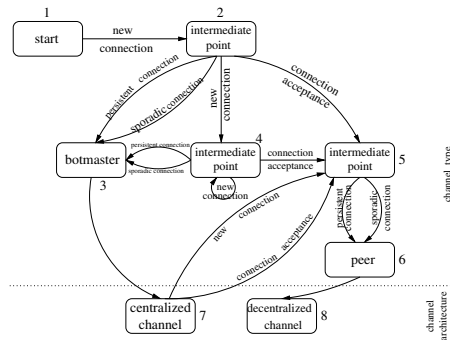 1
2
start
new
connection
intermediate
point
persistent connection
sporadic connection
new
connection
connection
acceptance
botmaster
3
persistent connection
sporadic connection
4
intermediate
point
new
connection
connection
acceptance
intermediate
point
5
channel_type
new connection
connection acceptance
persistent
connection
sporadic
connection
peer
6
centralized
channel
7
decentralized
channel
8
channel
architecture